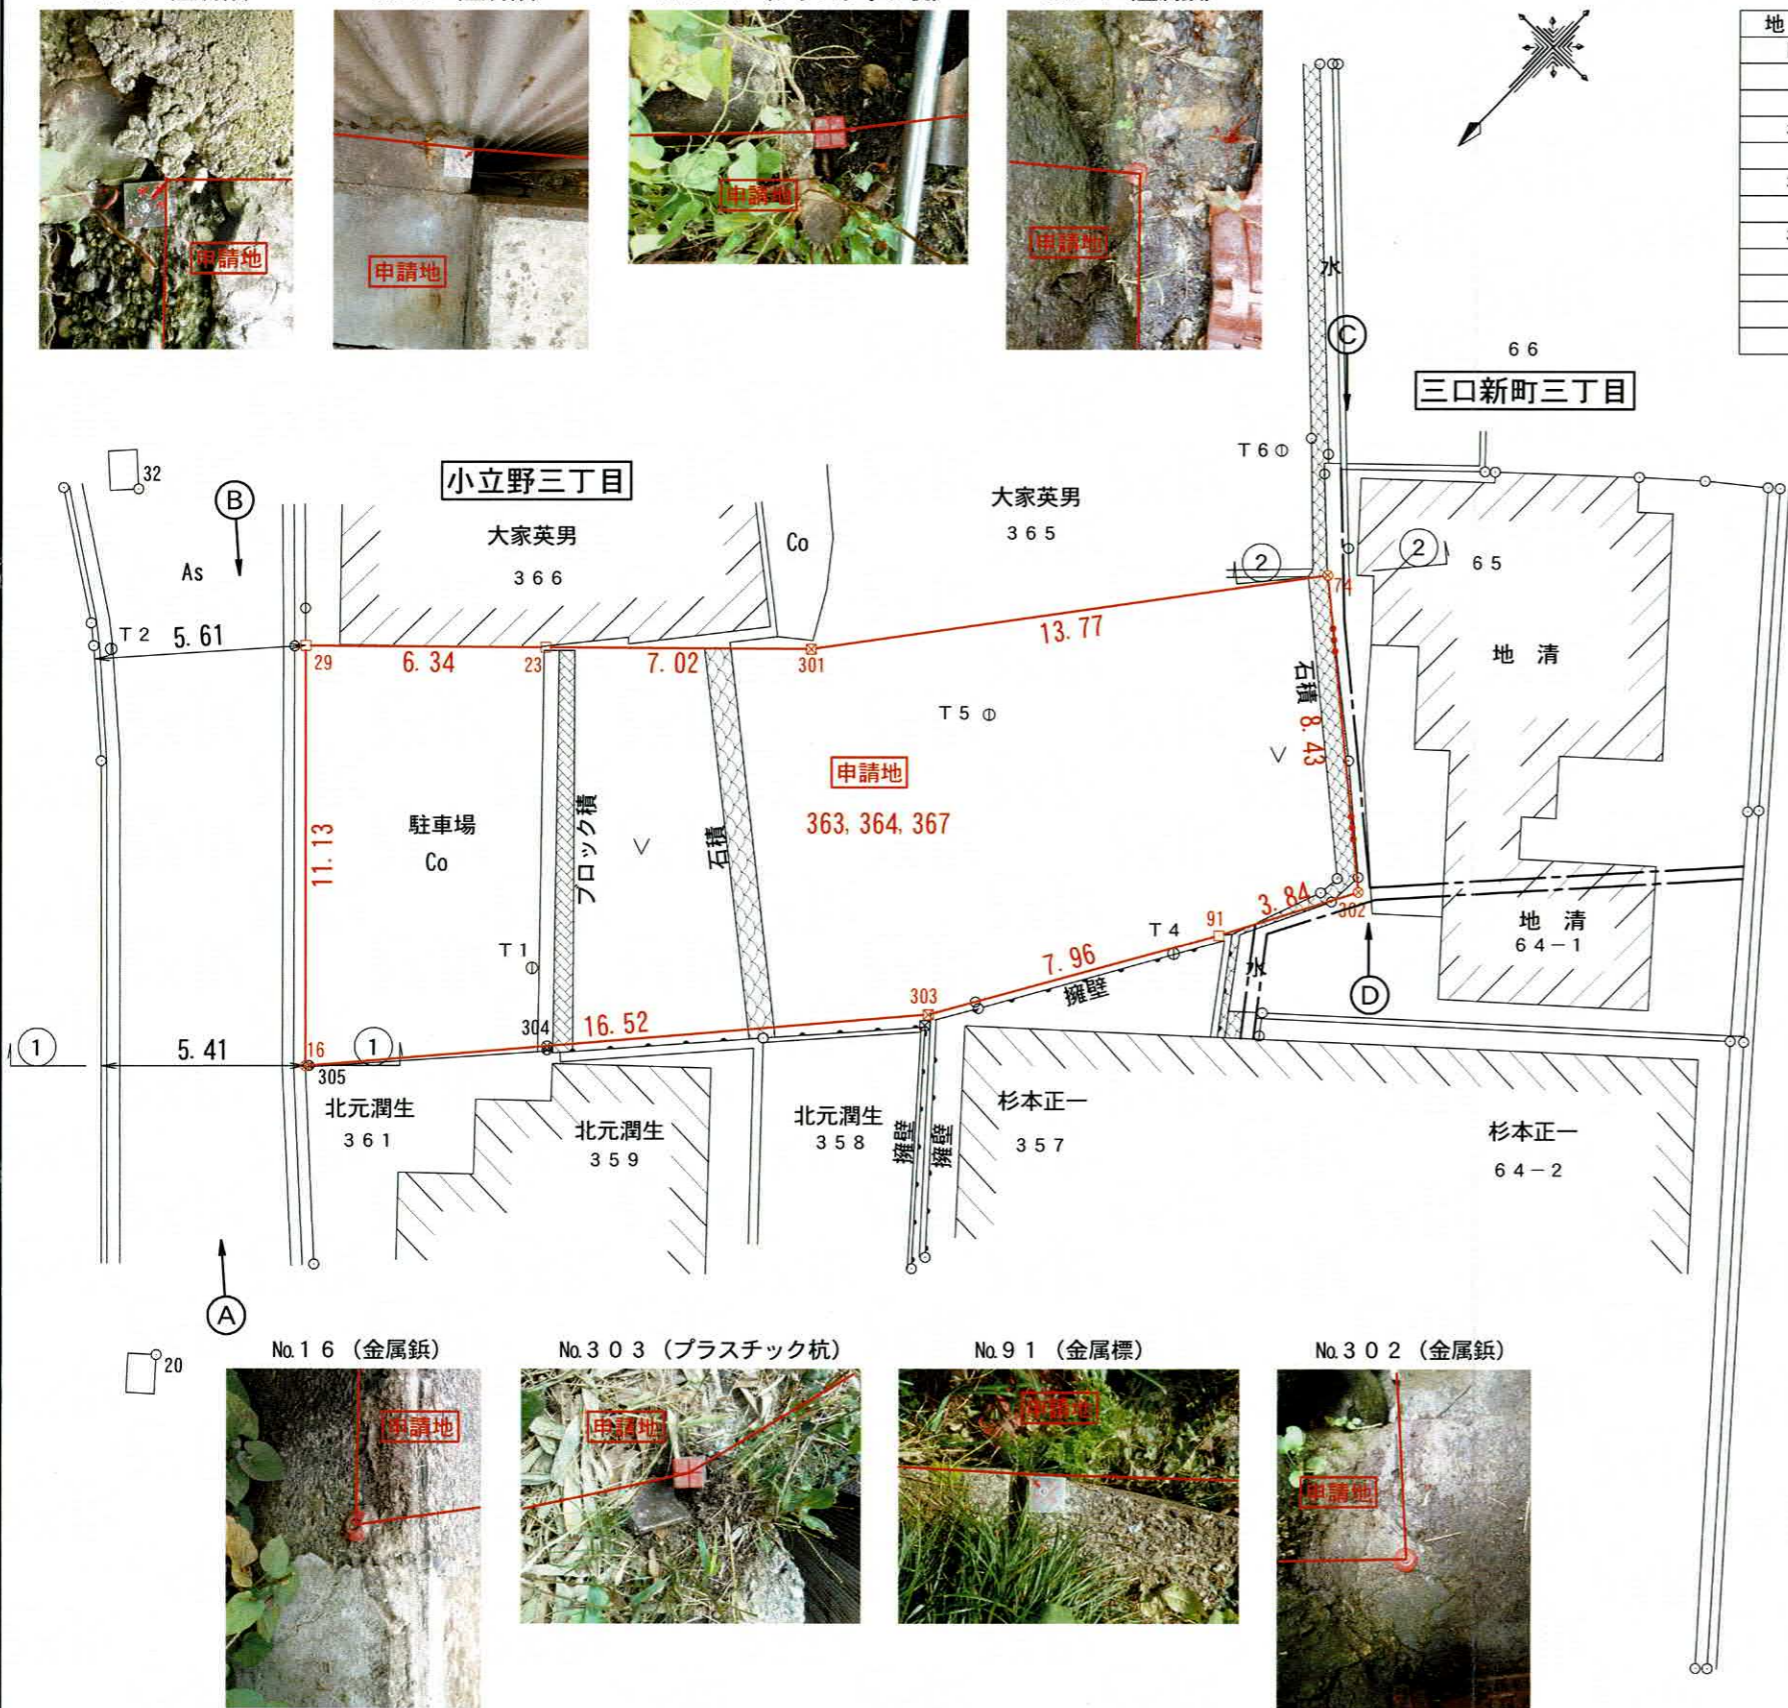 地
申請地
申請地
申請地
申請地
水
C
66
三口新町三丁目
32
B
小立野三丁目
T6
大家英男
365
大家英男
366
Co
As
2
2
65
74
T2
5.61
29
6.34
23
7.02
301
13.77
地 清
石積
8.43
T5
申請地
363, 364, 367
駐車場
Co
11.13
ブロック積
石積
3.84
302
91
T4
地 清
64-1
T1
7.96
擁壁
水
D
303
304
16.52
1
5.41
16
1
305
北元潤生
361
北元潤生
359
北元潤生
358
擁壁
擁壁
杉本正一
357
杉本正一
64-2
A
20
No.16 (金属鋲)
No.303 (プラスチック杭)
No.91 (金属標)
No.302 (金属鋲)
申請地
申請地
申請地
申請地